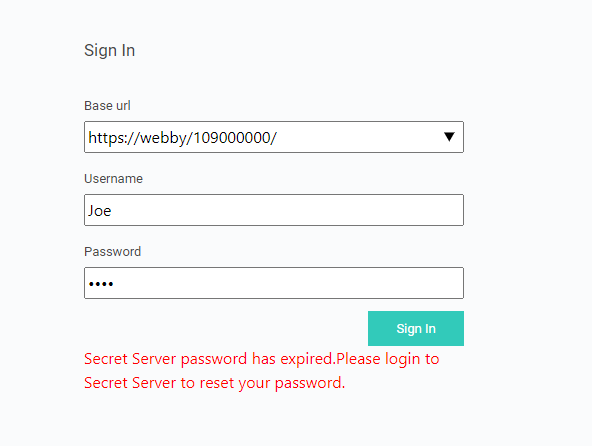 Sign In
Base url
https://webby/109000000/
Username
Joe
Password
••••
Sign In
Secret Server password has expired.Please login to
Secret Server to reset your password.